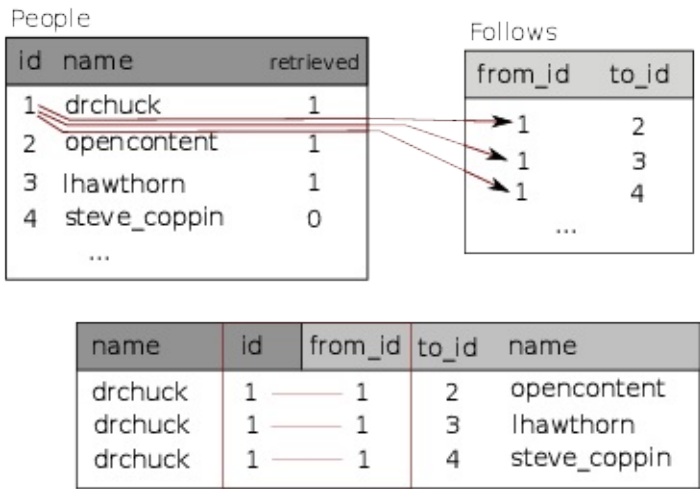 People
id name retrieved
1 drchuck 1
2 opencontent 1
3 lhawthorn 1
4 steve_coppin 0
...
Follows
from_id to_id
1 2
1 3
1 4
...
name id from_id to_id name
drchuck 1 1 2 opencontent
drchuck 1 1 3 lhawthorn
drchuck 1 1 4 steve_coppin